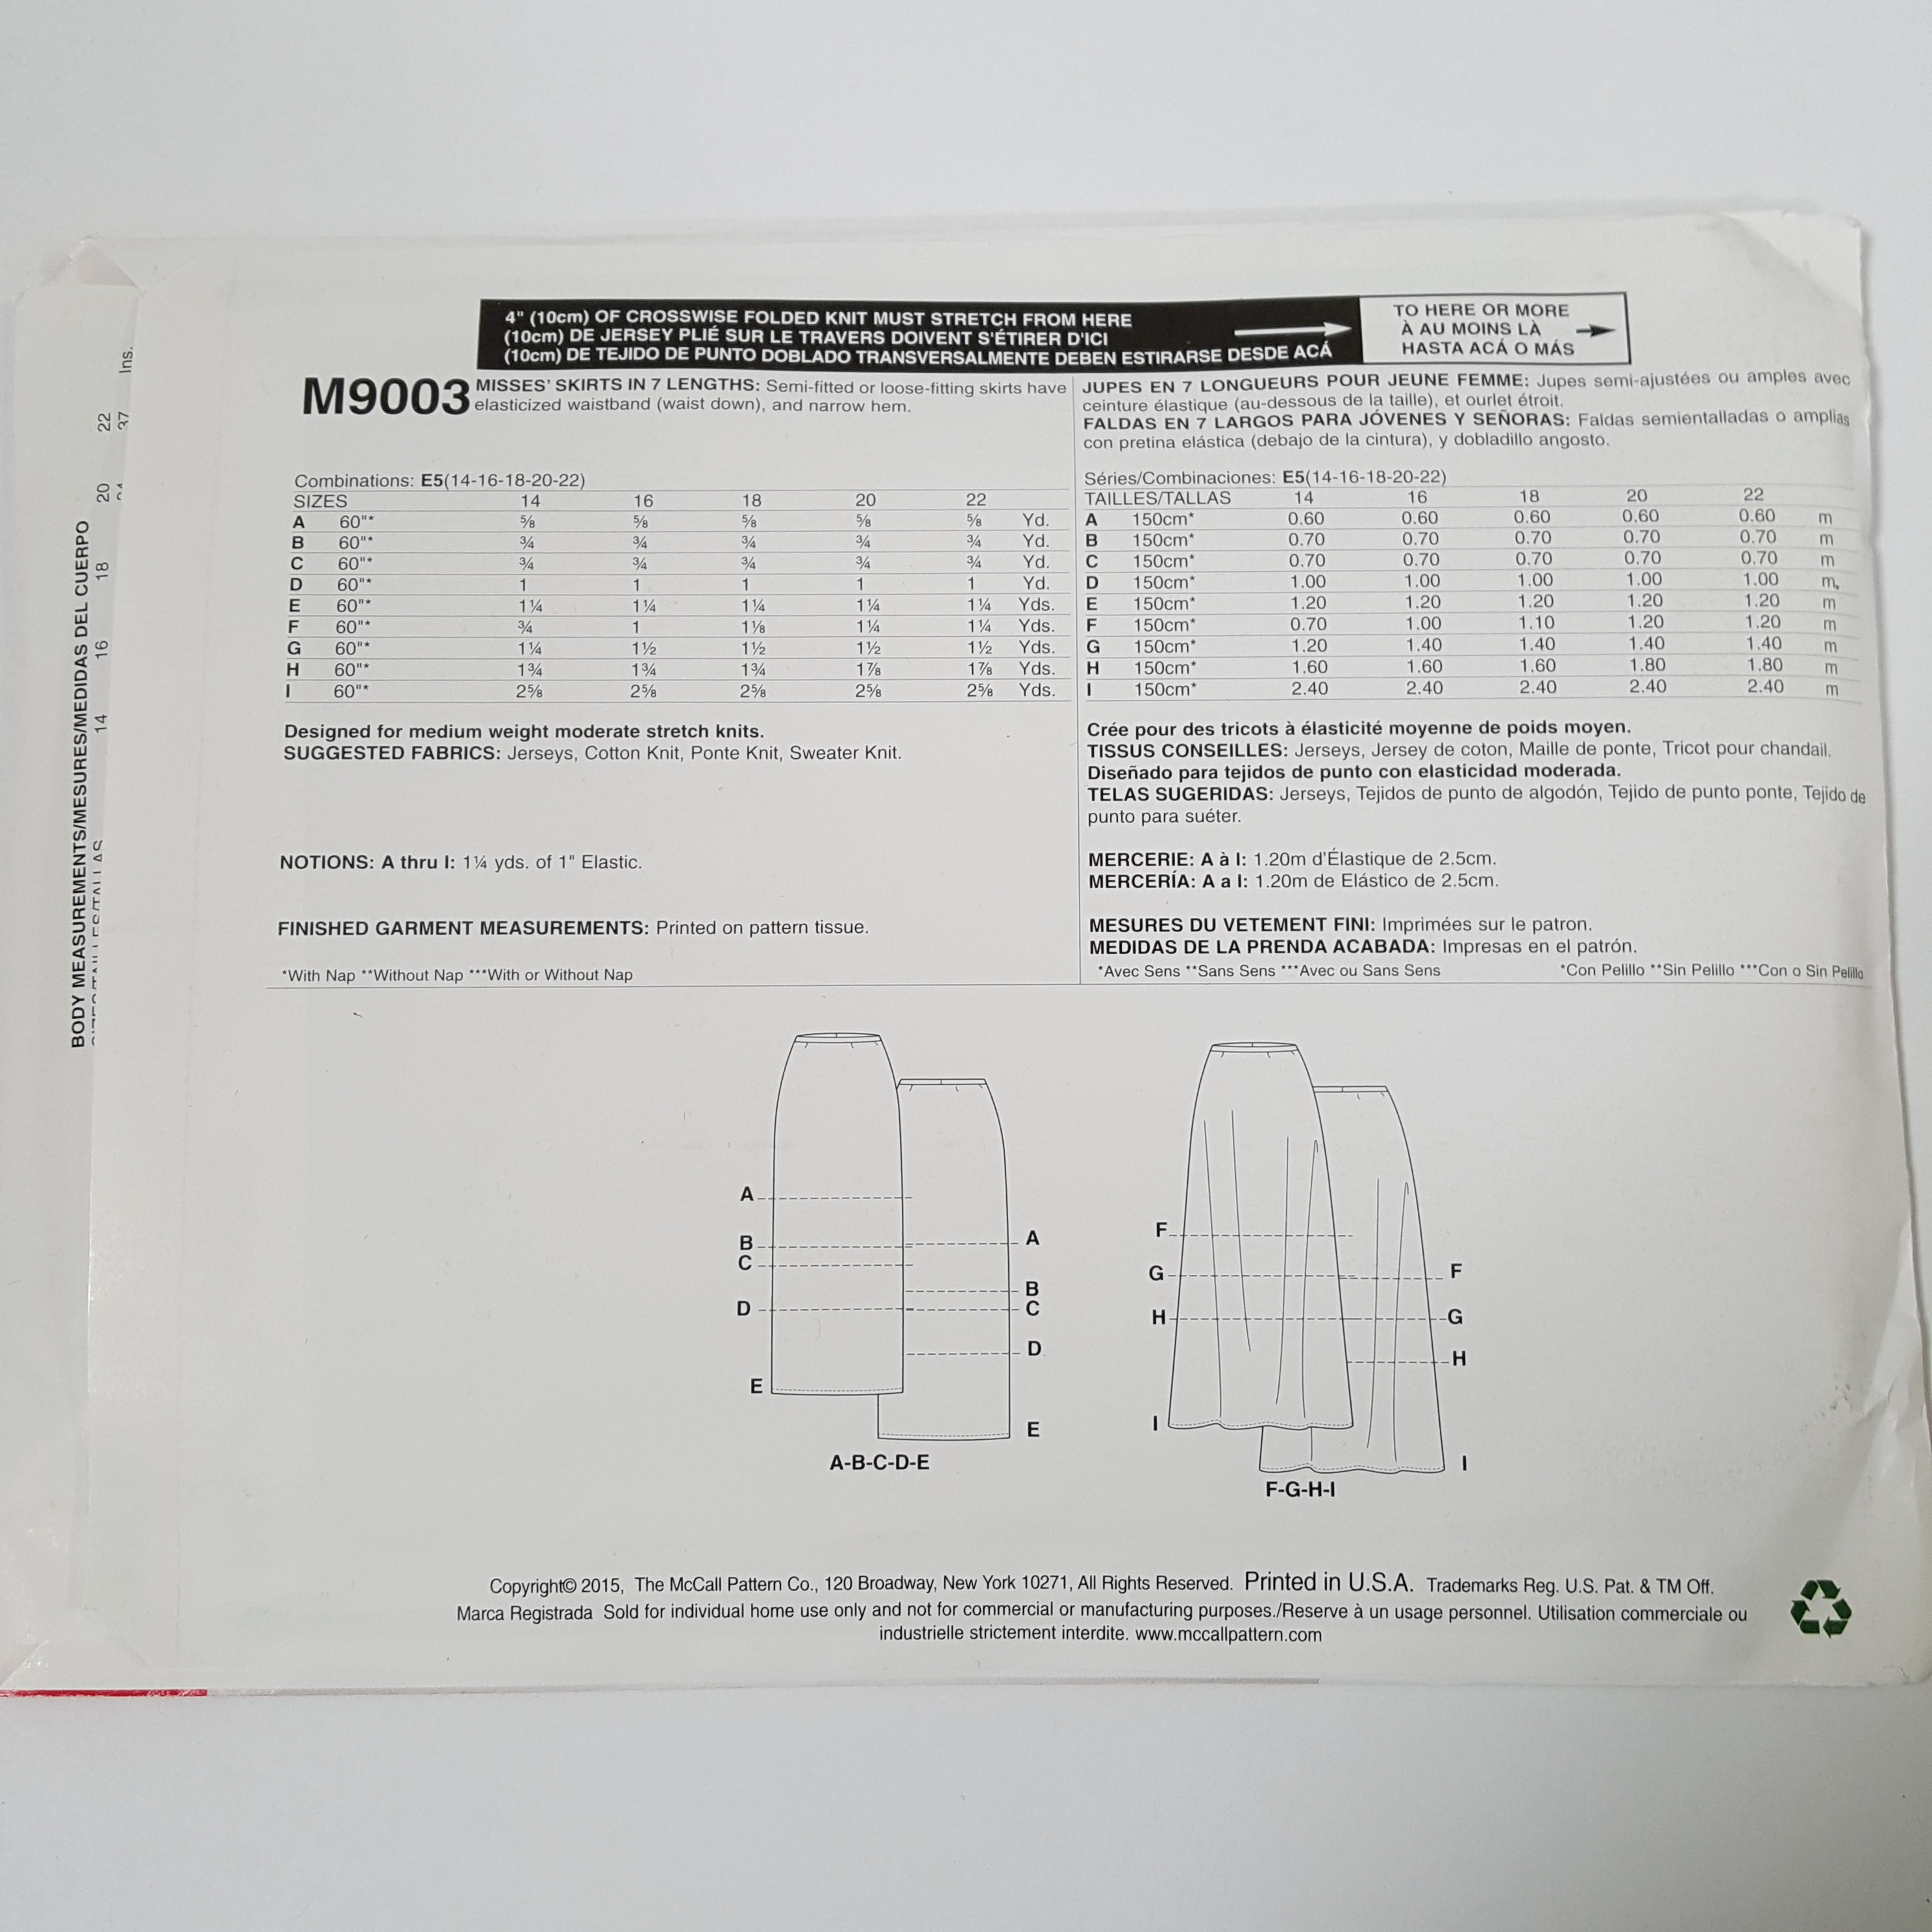 BODY MEASUREMENTS/MESURES/MEDIDAS DEL CUERPO
14 16 18 20 22
37 Ins.
4" (10cm) OF CROSSWISE FOLDED KNIT MUST STRETCH FROM HERE
(10cm) DE JERSEY PLIÉ SUR LE TRAVERS DOIVENT S'ÉTIRER D'ICI
(10cm) DE TEJIDO DE PUNTO DOBLADO TRANSVERSALMENTE DEBEN ESTIRARSE DESDE ACÁ
TO HERE OR MORE
À AU MOINS LÀ
HASTA ACÁ O MÁS
M9003
MISSES' SKIRTS IN 7 LENGTHS: Semi-fitted or loose-fitting skirts have
elasticized waistband (waist down), and narrow hem.
Combinations: E5(14-16-18-20-22)
SIZES 14 16 18 20 22
A 60"* ⅝ ⅝ ⅝ ⅝ ⅝ Yd.
B 60"* ¾ ¾ ¾ ¾ ¾ Yd.
C 60"* ¾ ¾ ¾ ¾ ¾ Yd.
D 60"* 1 1 1 1 1 Yd.
E 60"* 1¼ 1¼ 1¼ 1¼ 1¼ Yds.
F 60"* ¾ 1 1⅛ 1¼ 1¼ Yds.
G 60"* 1¼ 1½ 1½ 1½ 1½ Yds.
H 60"* 1¾ 1¾ 1¾ 1⅞ 1⅞ Yds.
I 60"* 2⅝ 2⅝ 2⅝ 2⅝ 2⅝ Yds.
Designed for medium weight moderate stretch knits.
SUGGESTED FABRICS: Jerseys, Cotton Knit, Ponte Knit, Sweater Knit.
NOTIONS: A thru I: 1¼ yds. of 1" Elastic.
FINISHED GARMENT MEASUREMENTS: Printed on pattern tissue.
*With Nap **Without Nap ***With or Without Nap
JUPES EN 7 LONGUEURS POUR JEUNE FEMME: Jupes semi-ajustées ou amples avec
ceinture élastique (au-dessous de la taille), et ourlet étroit.
FALDAS EN 7 LARGOS PARA JÓVENES Y SEÑORAS: Faldas semientalladas o amplias
con pretina elástica (debajo de la cintura), y dobladillo angosto.
Séries/Combinaciones: E5(14-16-18-20-22)
TAILLES/TALLAS 14 16 18 20 22
A 150cm* 0.60 0.60 0.60 0.60 0.60 m
B 150cm* 0.70 0.70 0.70 0.70 0.70 m
C 150cm* 0.70 0.70 0.70 0.70 0.70 m
D 150cm* 1.00 1.00 1.00 1.00 1.00 m
E 150cm* 1.20 1.20 1.20 1.20 1.20 m
F 150cm* 0.70 1.00 1.10 1.20 1.20 m
G 150cm* 1.20 1.40 1.40 1.40 1.40 m
H 150cm* 1.60 1.60 1.60 1.80 1.80 m
I 150cm* 2.40 2.40 2.40 2.40 2.40 m
Crée pour des tricots à élasticité moyenne de poids moyen.
TISSUS CONSEILLES: Jerseys, Jersey de coton, Maille de ponte, Tricot pour chandail.
Diseñado para tejidos de punto con elasticidad moderada.
TELAS SUGERIDAS: Jerseys, Tejidos de punto de algodón, Tejido de punto ponte, Tejido de
punto para suéter.
MERCERIE: A à I: 1.20m d'Élastique de 2.5cm.
MERCERÍA: A a I: 1.20m de Elástico de 2.5cm.
MESURES DU VETEMENT FINI: Imprimées sur le patron.
MEDIDAS DE LA PRENDA ACABADA: Impresas en el patrón.
*Avec Sens **Sans Sens ***Avec ou Sans Sens *Con Pelillo **Sin Pelillo ***Con o Sin Pelillo
A
B
C
D
E
A
B
C
D
E
A-B-C-D-E
F
G
H
I
F
G
H
I
F-G-H-I
Copyright© 2015, The McCall Pattern Co., 120 Broadway, New York 10271, All Rights Reserved. Printed in U.S.A. Trademarks Reg. U.S. Pat. & TM Off.
Marca Registrada Sold for individual home use only and not for commercial or manufacturing purposes./Reserve à un usage personnel. Utilisation commerciale ou
industrielle strictement interdite. www.mccallpattern.com